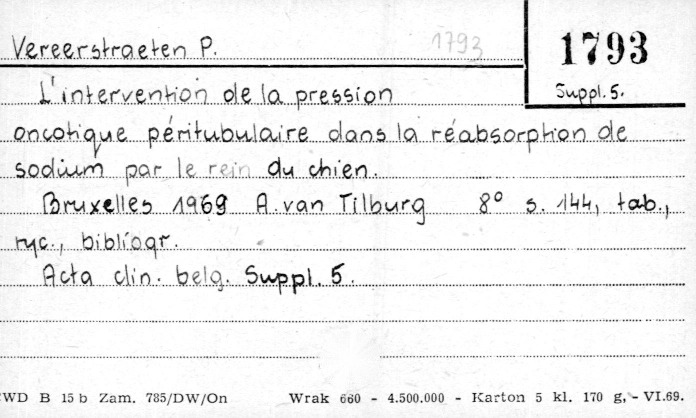 Vereerstraeten P. 1793 1793
Suppl. 5.
L'intervention de la pression
oncotique péritubulaire dans la réabsorption de
sodium par le rein du chien.
Bruxelles 1969 A. van Tilburg 8° s. 144, tab.,
ryc., bibliogr.
Acta clin. belg. Suppl. 5.
CWD B 15 b Zam. 785/DW/On Wrak 660 - 4.500.000 - Karton 5 kl. 170 g, - VI.69.